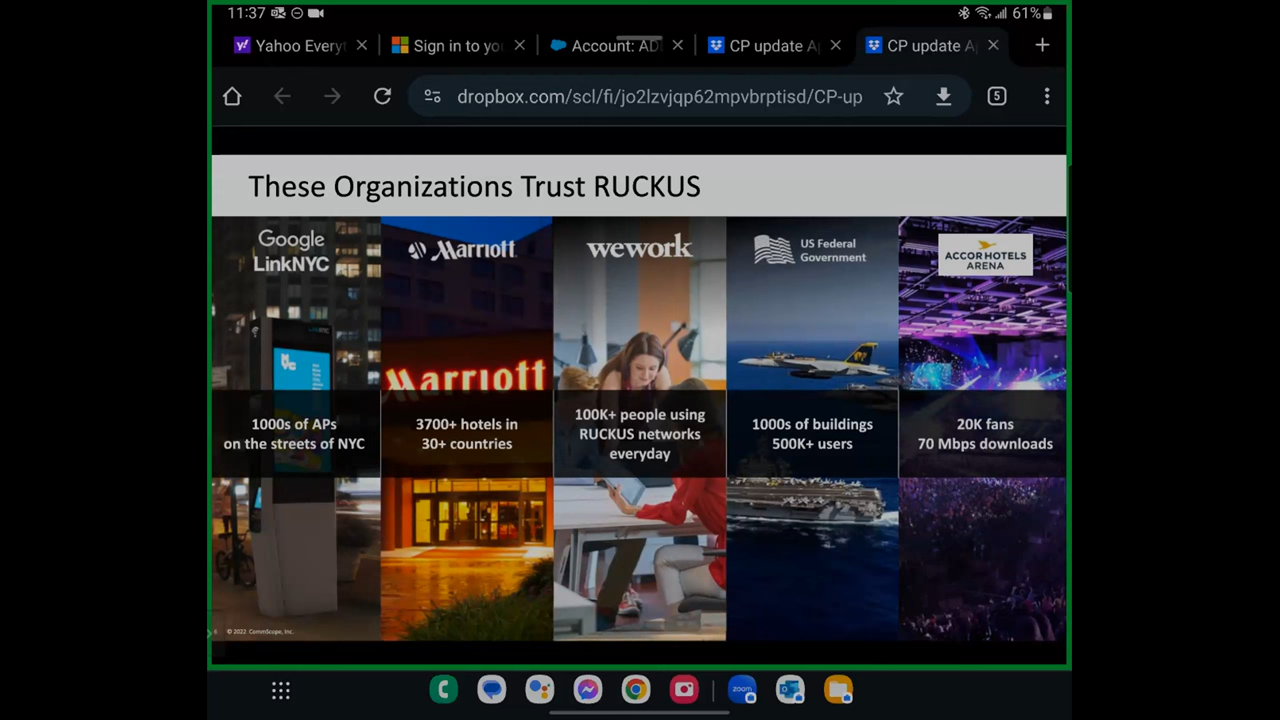 11:37
61%
Yahoo Everyt
Sign in to yo
Account: AD
CP update A
CP update A
dropbox.com/scl/fi/jo2lzvjqp62mpvbrptisd/CP-up
5
These Organizations Trust RUCKUS
Google
LinkNYC
1000s of APs
on the streets of NYC
Marriott
Marriott
3700+ hotels in
30+ countries
wework
100K+ people using
RUCKUS networks
everyday
US Federal
Government
1000s of buildings
500K+ users
ACCORHOTELS
ARENA
20K fans
70 Mbps downloads
6 © 2022 CommScope, Inc.
zoom